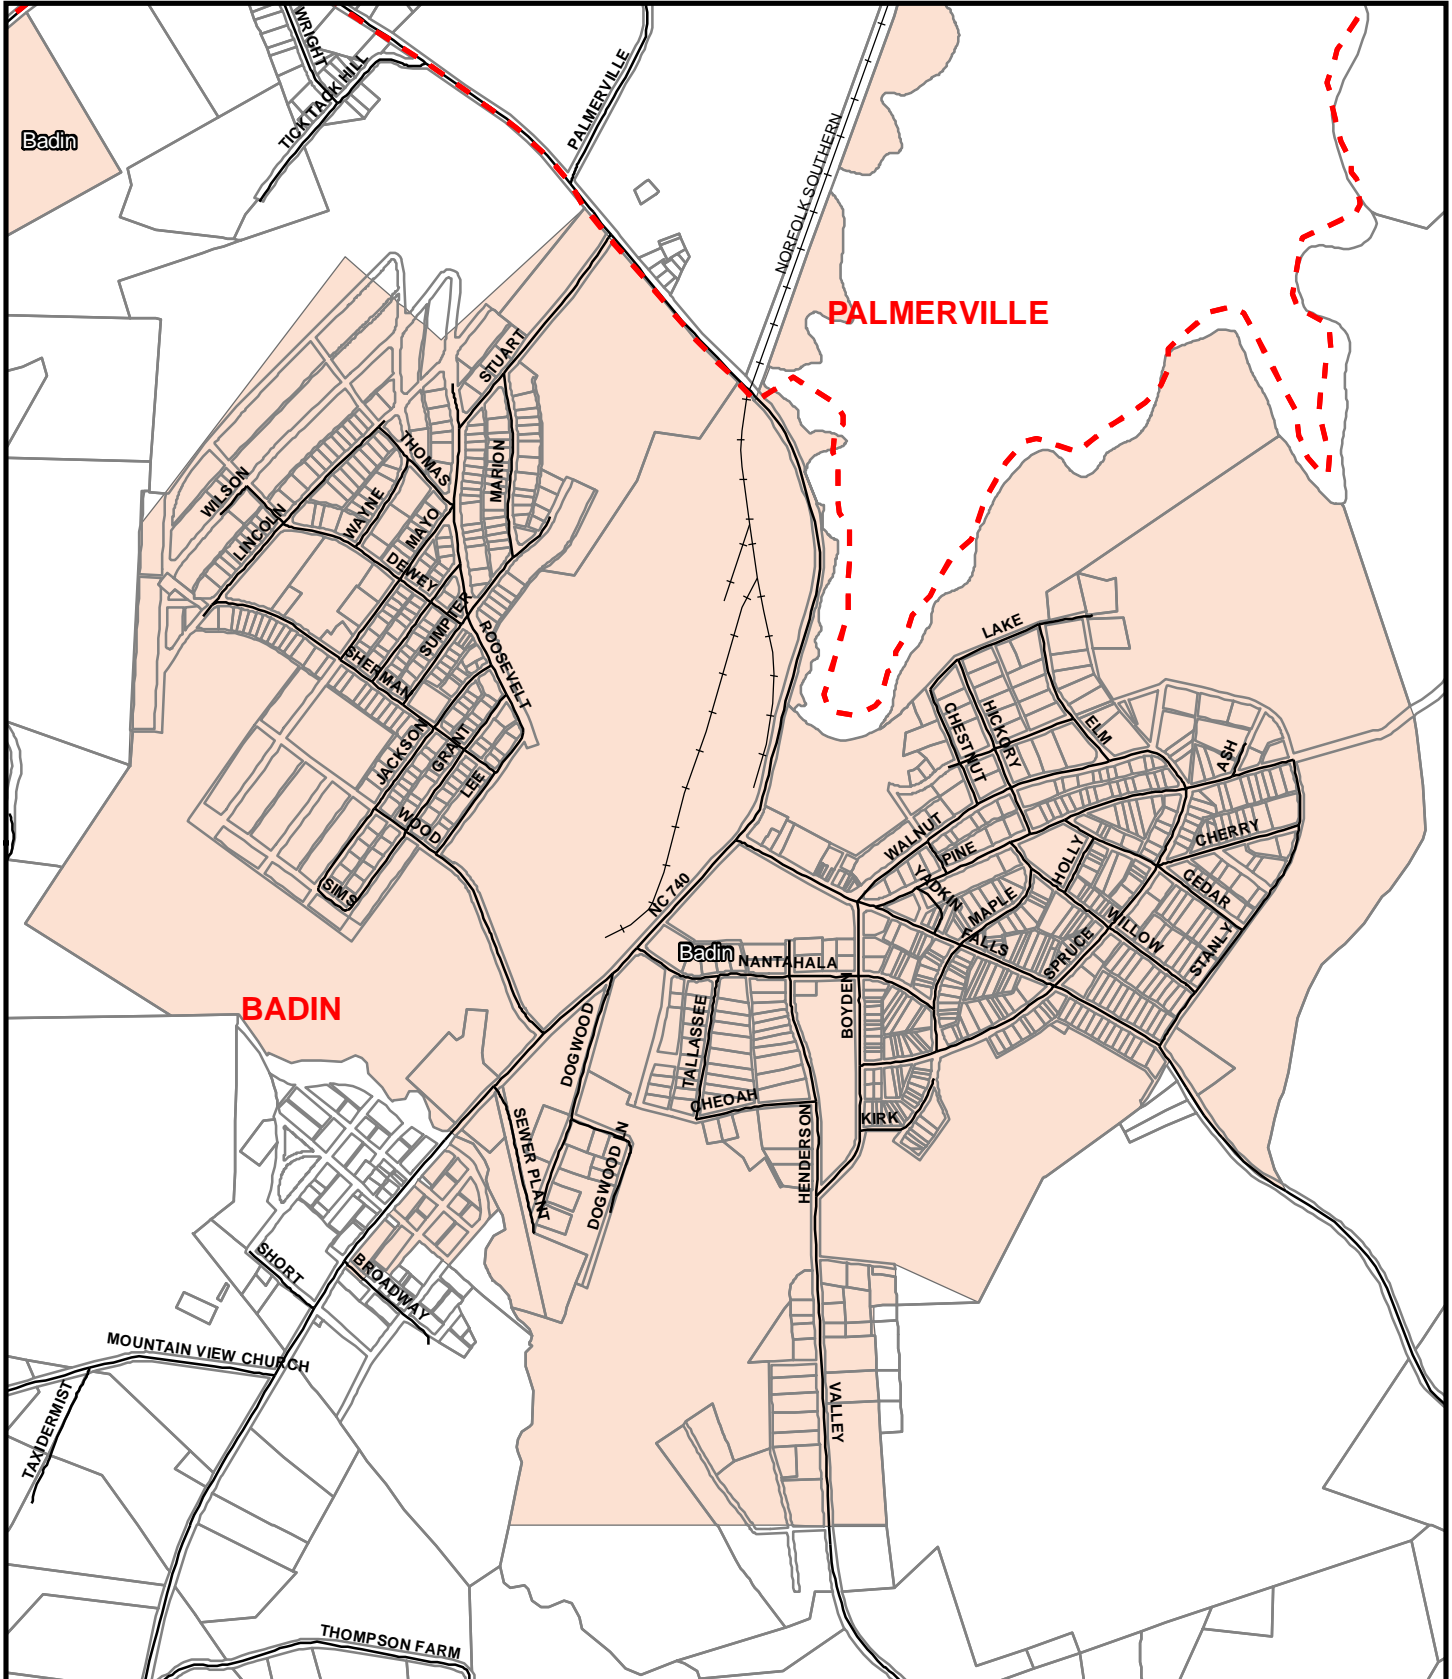 WRIGHT
TICK TACK HILL
PALMERVILLE
Badin
NORFOLK SOUTHERN
PALMERVILLE
STUART
THOMAS
MARION
WILSON
LINCOLN
WAYNE
MAYO
DEWEY
SUMPTER
ROOSEVELT
SHERMAN
LAKE
CHESTNUT
HICKORY
ELM
ASH
JACKSON
GRANT
LEE
WOOD
SIMS
WALNUT
PINE
HOLLY
CHERRY
NC 740
YADKIN
MAPLE
CEDAR
WILLOW
FALLS
SPRUCE
STANLY
Badin
NANTAHALA
BADIN
BOYDEN
TALLASSEE
DOGWOOD
CHEOAH
KIRK
SEWER PLANT
DOGWOOD LN
HENDERSON
SHORT
BROADWAY
MOUNTAIN VIEW CHURCH
TAXIDERMIST
VALLEY
THOMPSON FARM